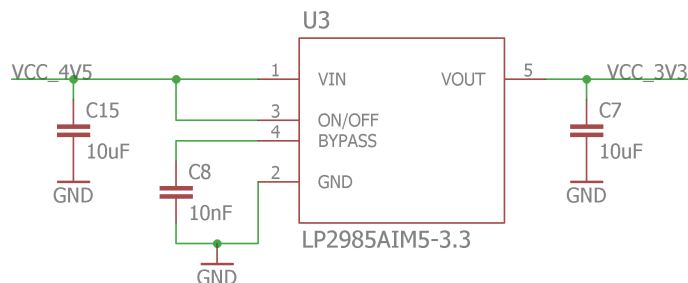 U3
VCC_4V5
1
VIN
VOUT
5
VCC_3V3
C15
10uF
GND
3
ON/OFF
4
BYPASS
C7
10uF
GND
C8
10nF
2
GND
LP2985AIM5-3.3
GND